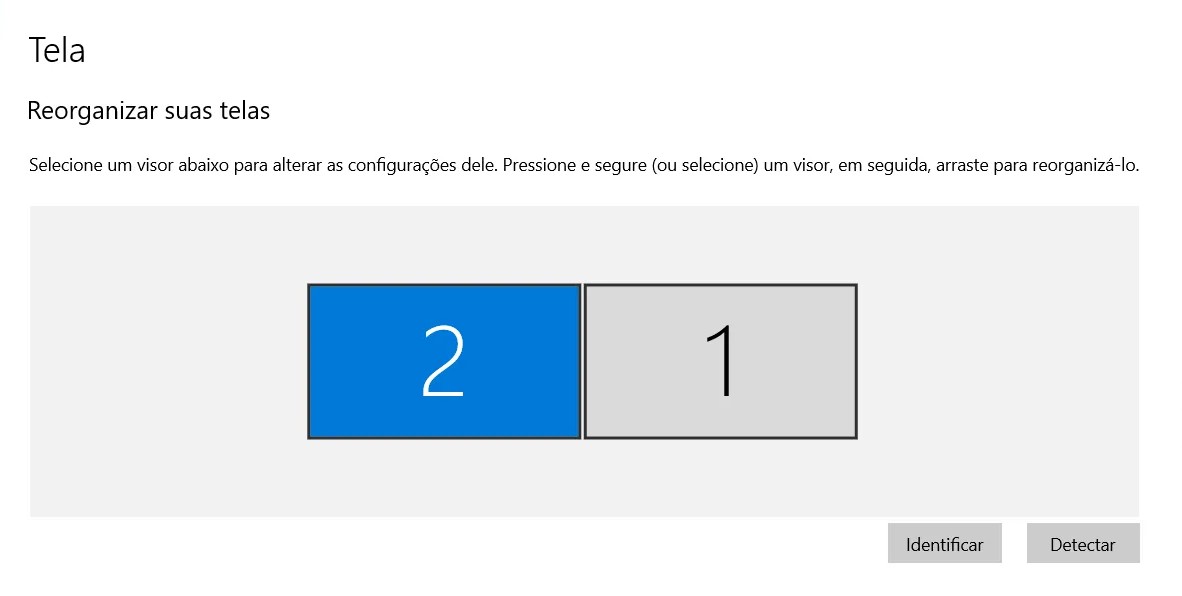 Tela
Reorganizar suas telas
Selecione um visor abaixo para alterar as configurações dele. Pressione e segure (ou selecione) um visor, em seguida, arraste para reorganizá-lo.
2 1
Identificar Detectar